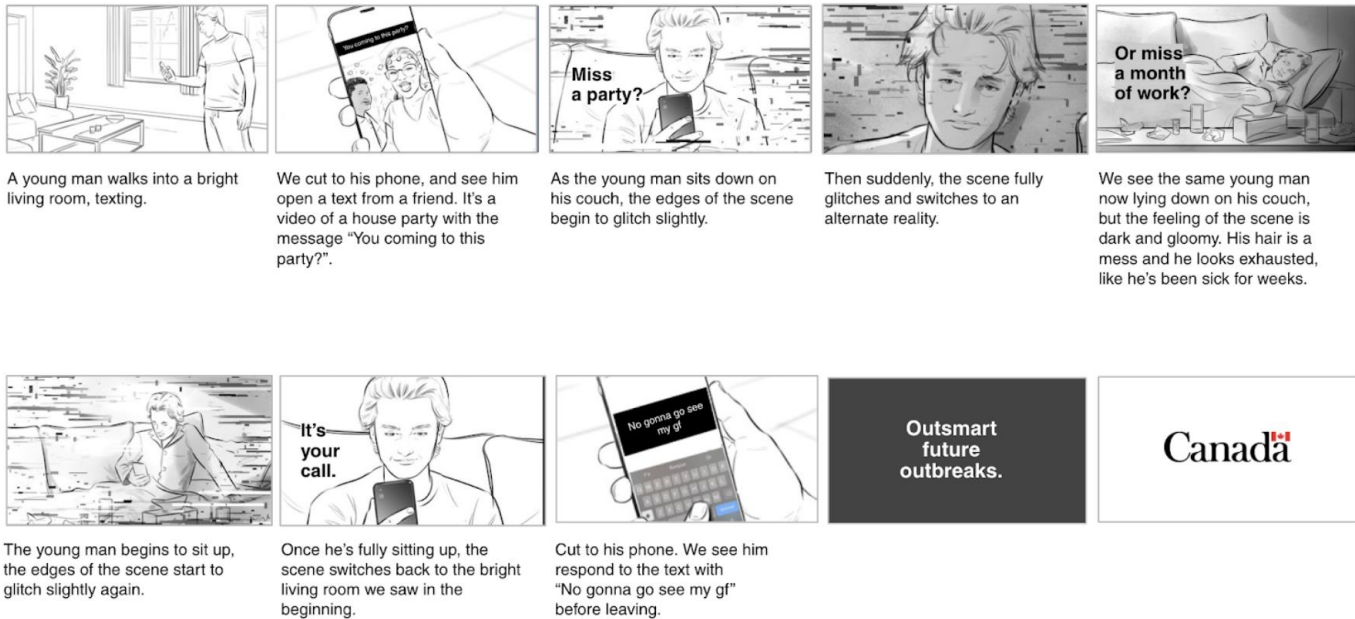 You coming to this party?
Miss
a party?
Or miss
a month
of work?
A young man walks into a bright
living room, texting.
We cut to his phone, and see him
open a text from a friend. It's a
video of a house party with the
message “You coming to this
party?”.
As the young man sits down on
his couch, the edges of the scene
begin to glitch slightly.
Then suddenly, the scene fully
glitches and switches to an
alternate reality.
We see the same young man
now lying down on his couch,
but the feeling of the scene is
dark and gloomy. His hair is a
mess and he looks exhausted,
like he's been sick for weeks.
It's
your
call.
No gonna go see
my gf
Outsmart
future
outbreaks.
Canada
The young man begins to sit up,
the edges of the scene start to
glitch slightly again.
Once he's fully sitting up, the
scene switches back to the bright
living room we saw in the
beginning.
Cut to his phone. We see him
respond to the text with
“No gonna go see my gf”
before leaving.